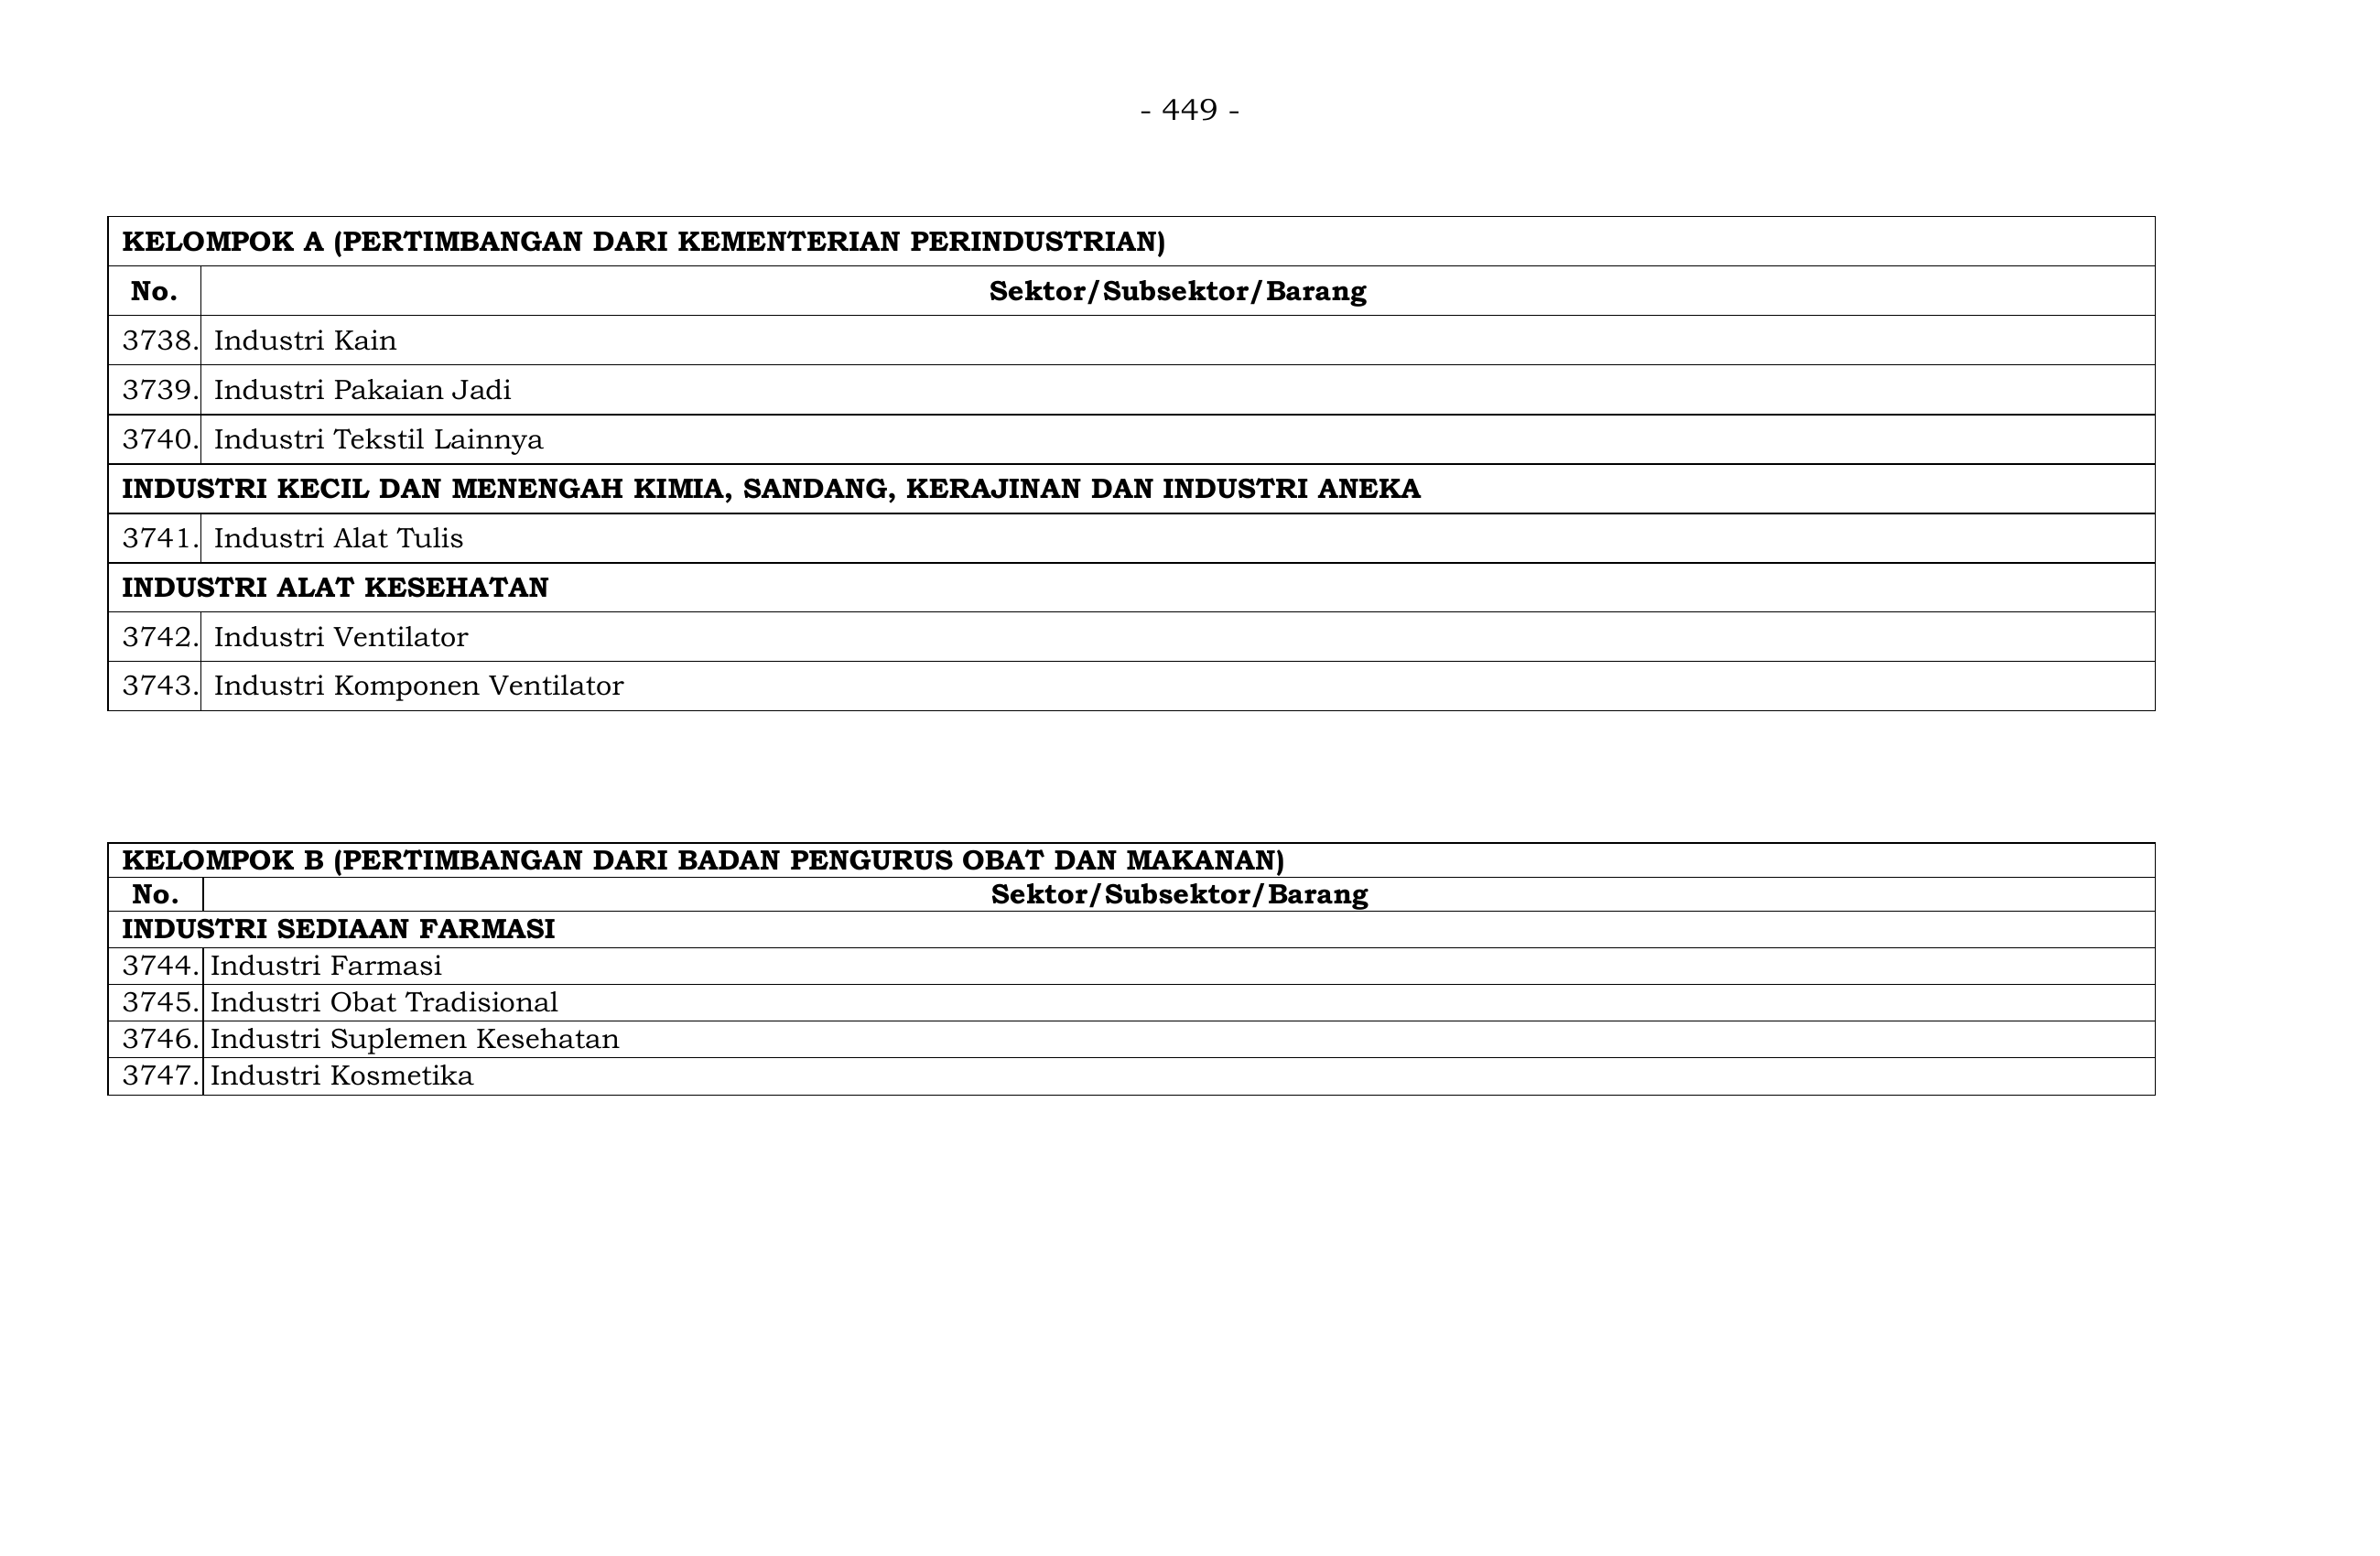 - 449 -
KELOMPOK A (PERTIMBANGAN DARI KEMENTERIAN PERINDUSTRIAN)
No. Sektor/Subsektor/Barang
3738. Industri Kain
3739. Industri Pakaian Jadi
3740. Industri Tekstil Lainnya
INDUSTRI KECIL DAN MENENGAH KIMIA, SANDANG, KERAJINAN DAN INDUSTRI ANEKA
3741. Industri Alat Tulis
INDUSTRI ALAT KESEHATAN
3742. Industri Ventilator
3743. Industri Komponen Ventilator
KELOMPOK B (PERTIMBANGAN DARI BADAN PENGURUS OBAT DAN MAKANAN)
No. Sektor/Subsektor/Barang
INDUSTRI SEDIAAN FARMASI
3744. Industri Farmasi
3745. Industri Obat Tradisional
3746. Industri Suplemen Kesehatan
3747. Industri Kosmetika